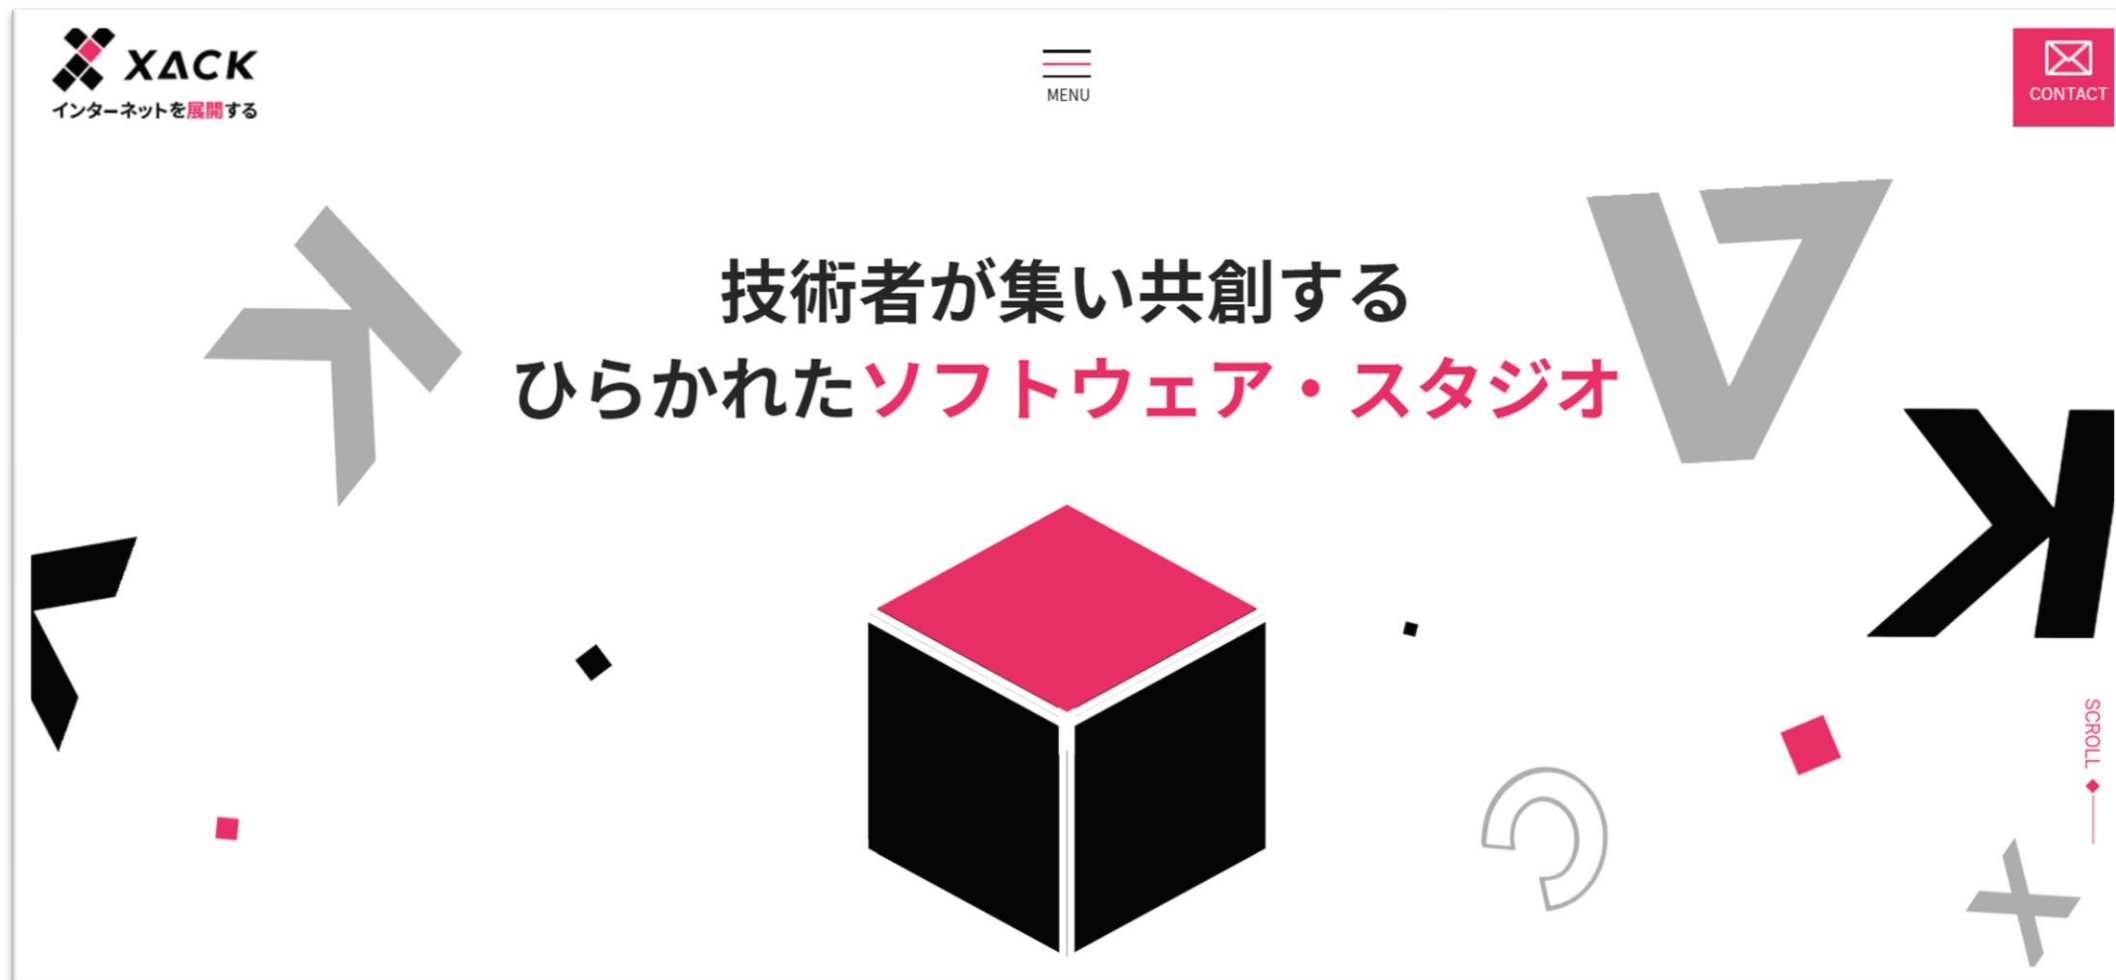 XACK
インターネットを展開する
MENU
CONTACT
技術者が集い共創する
ひらかれたソフトウェア・スタジオ
K
A
K
K
C
X
SCROLL